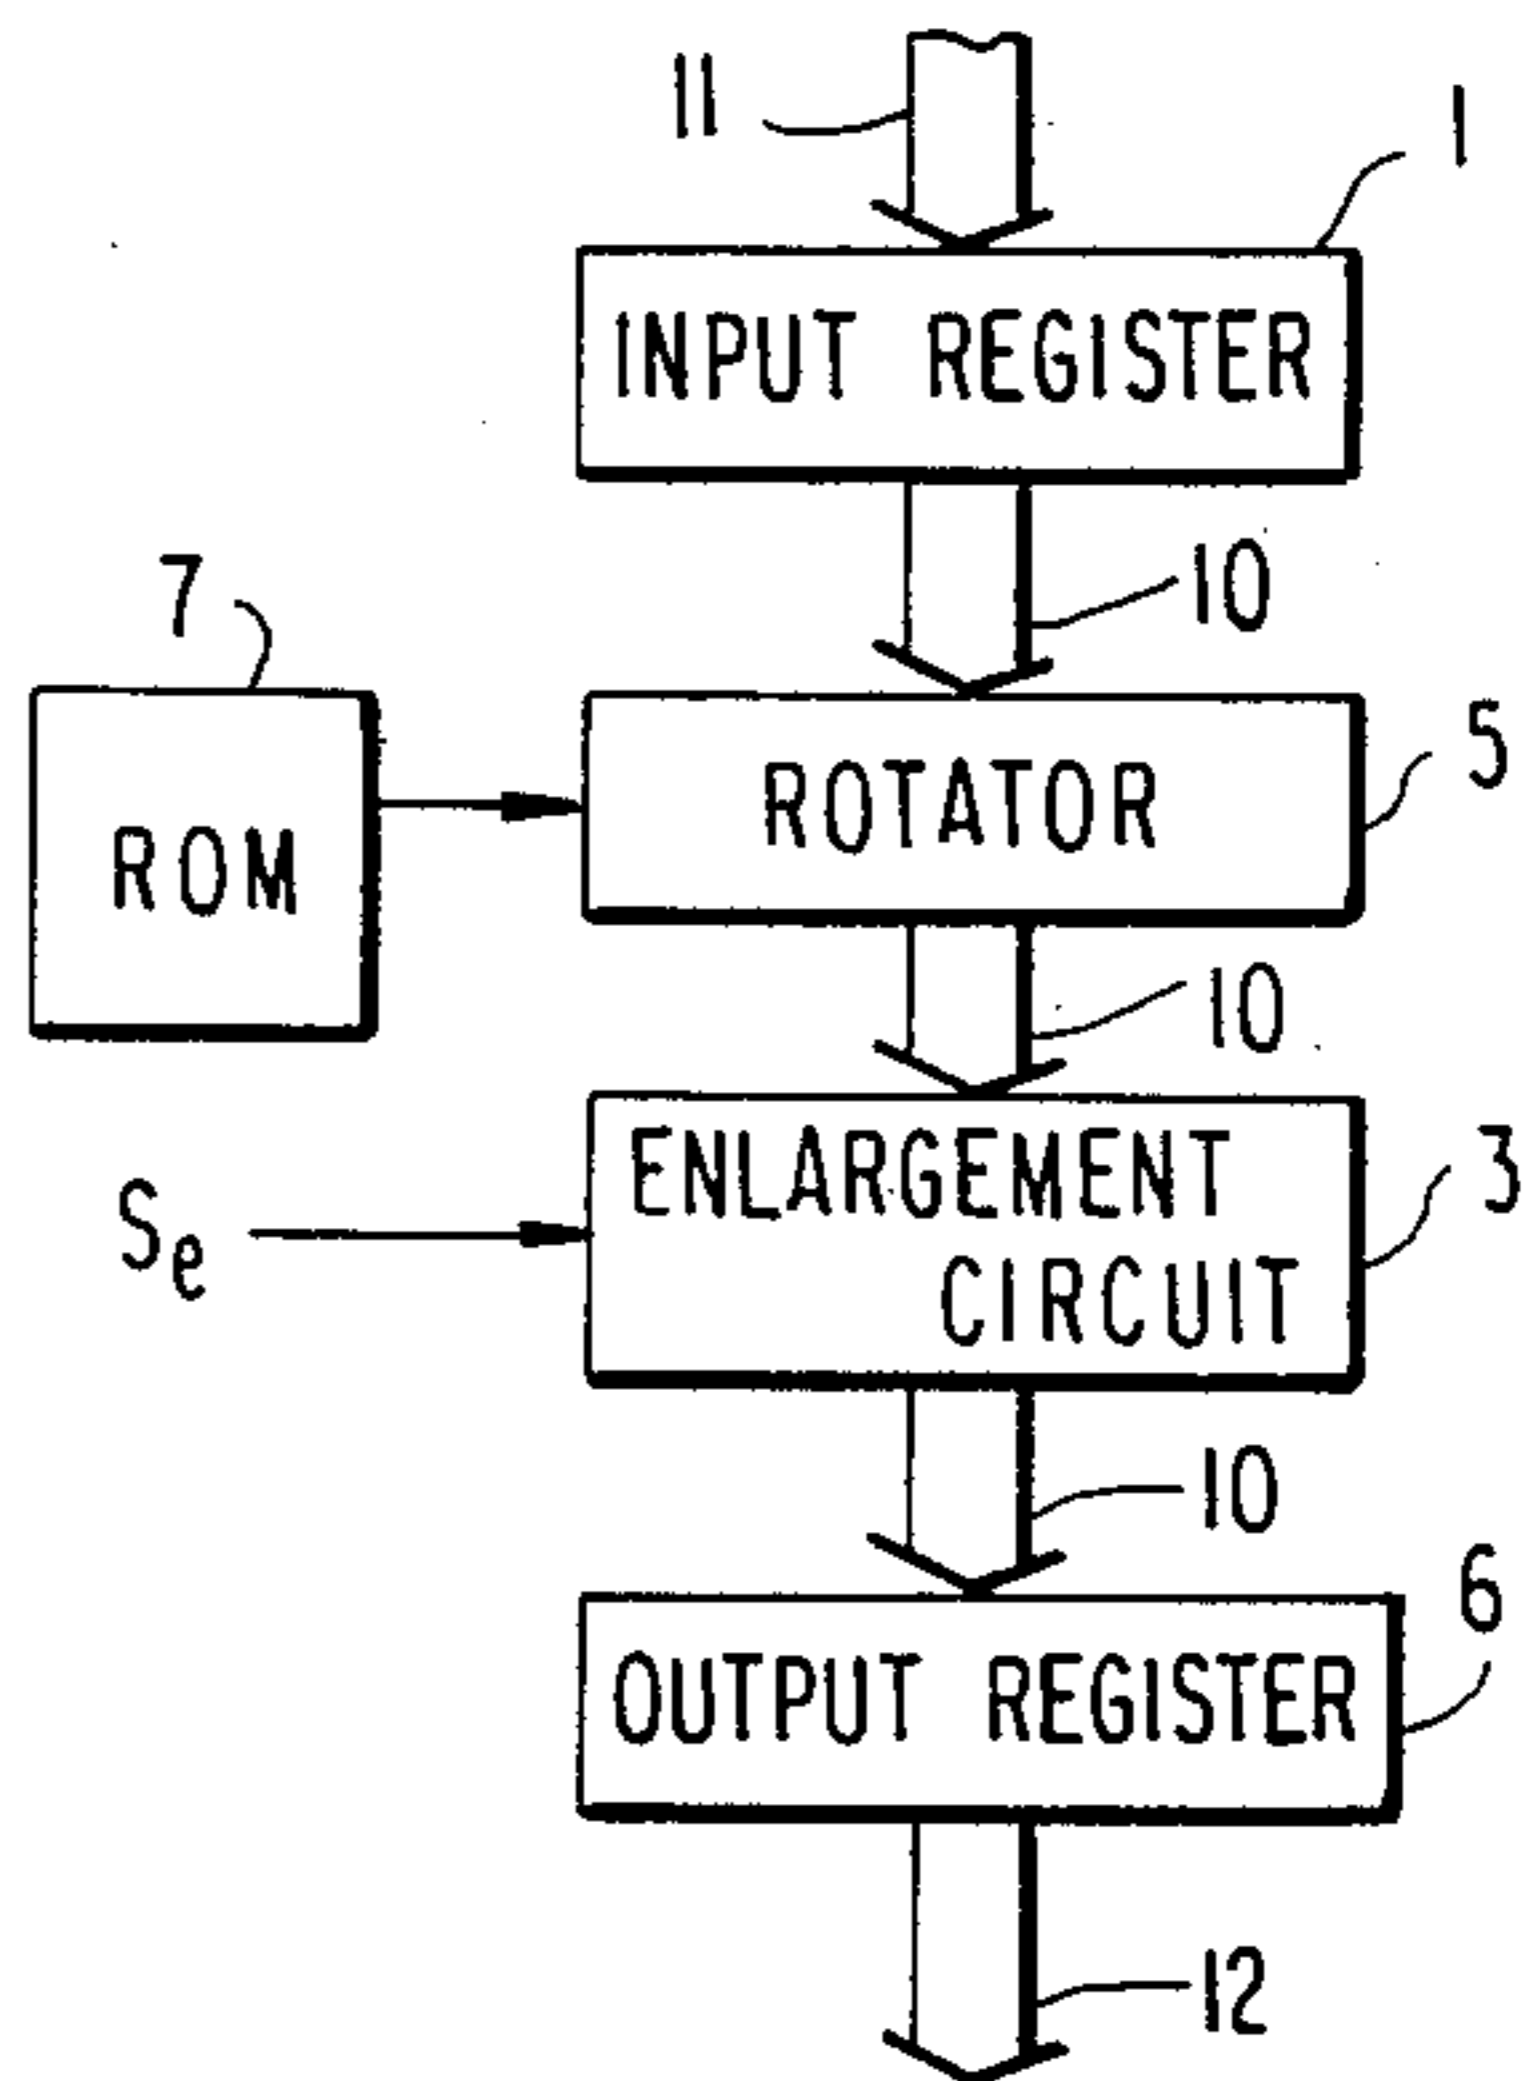 11
1
INPUT REGISTER
10
7
5
ROTATOR
ROM
10
3
ENLARGEMENT
CIRCUIT
Se
10
6
OUTPUT REGISTER
12